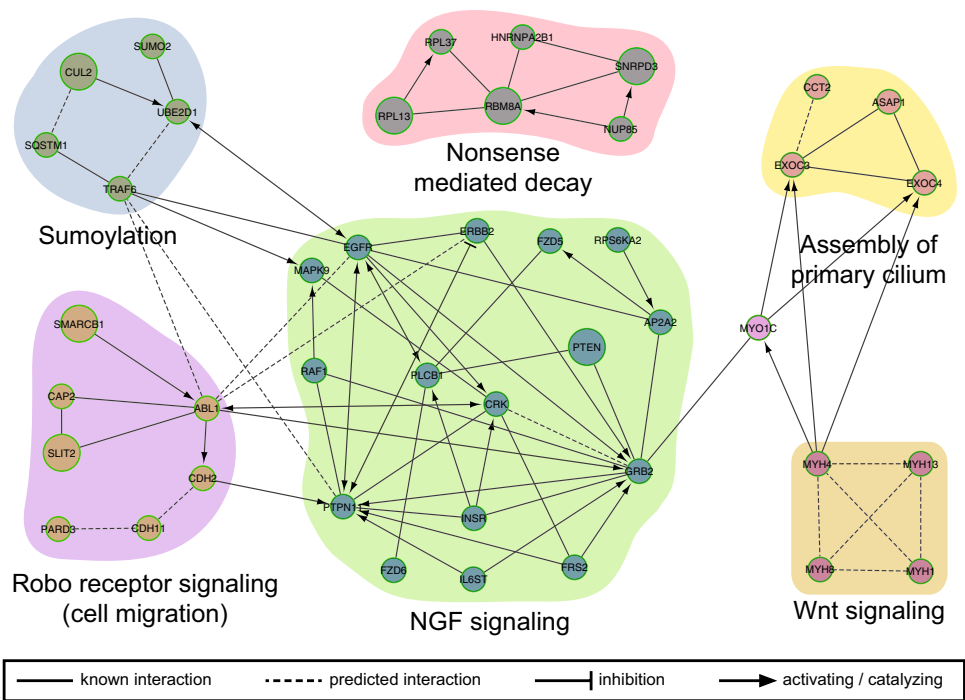 SUMO2
CUL2
UBE2D1
SQSTM1
TRAF6
Sumoylation
RPL37
HNRNPA2B1
SNRPD3
RBM8A
RPL13
NUP85
Nonsense
mediated decay
CCT2
ASAP1
EXOC3
EXOC4
Assembly of
primary cilium
ERBB2
FZD5
RPS6KA2
EGFR
MAPK9
AP2A2
PTEN
RAF1
PLCB1
CRK
GRB2
PTPN11
INSR
FZD6
IL6ST
FRS2
NGF signaling
SMARCB1
CAP2
ABL1
SLIT2
CDH2
PARD3
CDH11
Robo receptor signaling
(cell migration)
MYO1C
MYH4
MYH13
MYH8
MYH1
Wnt signaling
known interaction
predicted interaction
inhibition
activating / catalyzing